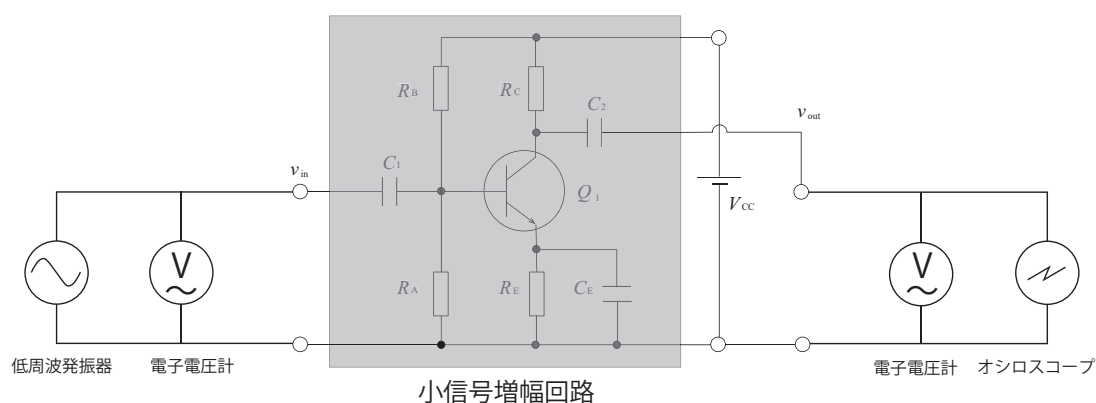 RB
RC
C2
vout
C1
vin
Q1
VCC
V
V
RA
RE
CE
低周波発振器
電子電圧計
電子電圧計
オシロスコープ
小信号増幅回路